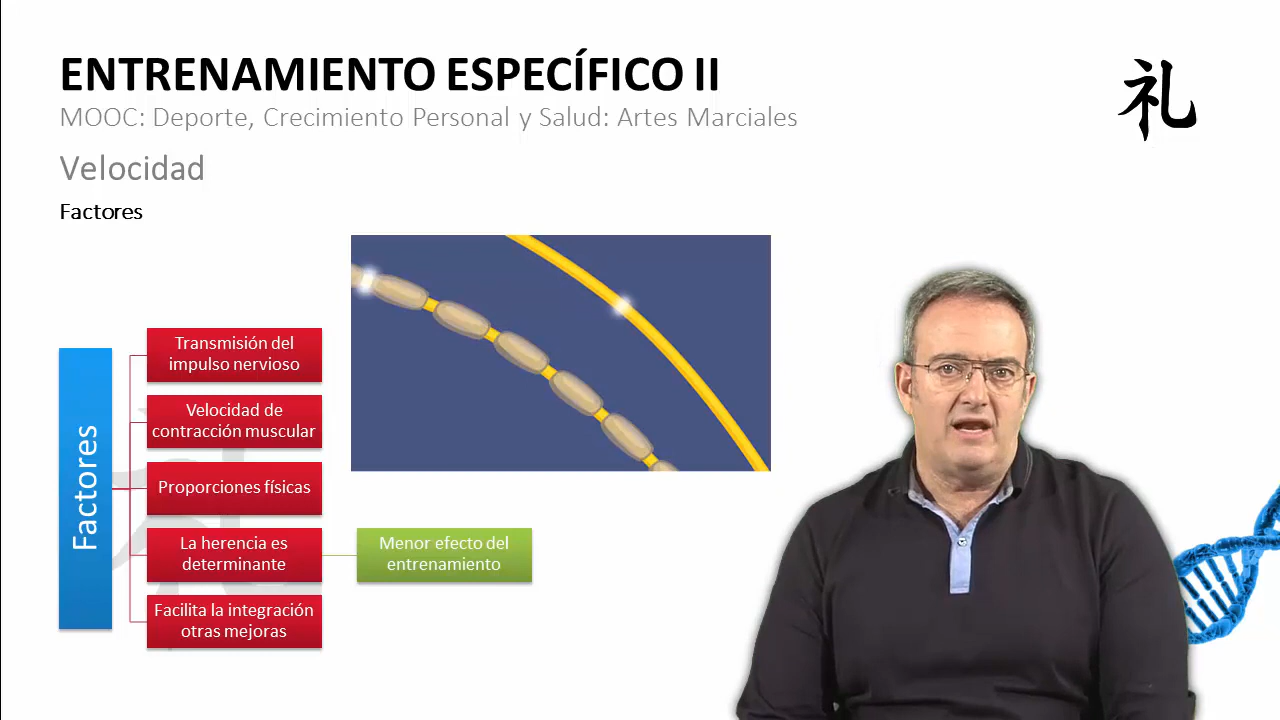 ENTRENAMIENTO ESPECÍFICO II
MOOC: Deporte, Crecimiento Personal y Salud: Artes Marciales
礼
Velocidad
Factores
Factores
Transmisión del
impulso nervioso
Velocidad de
contracción muscular
Proporciones físicas
La herencia es
determinante
Menor efecto del
entrenamiento
Facilita la integración
otras mejoras